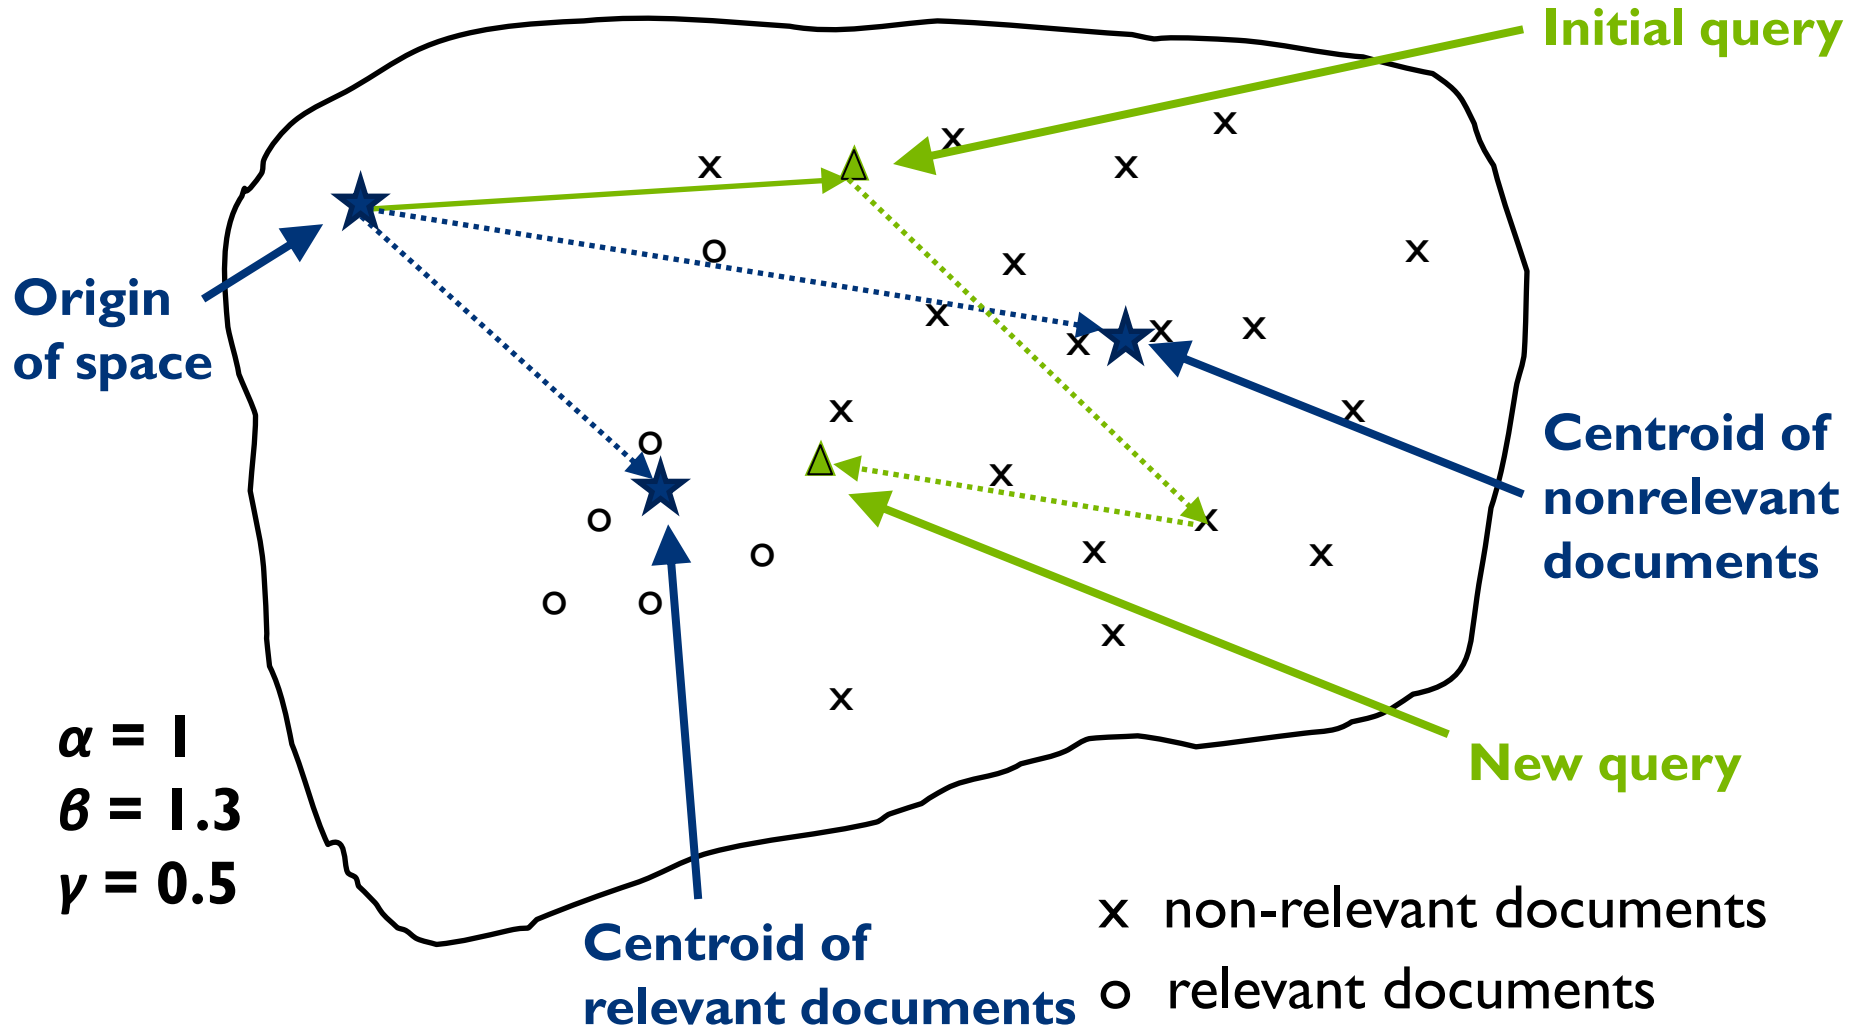 Initial query
Origin
of space
Centroid of
nonrelevant
documents
α = 1
β = 1.3
γ = 0.5
New query
Centroid of
relevant documents
x non-relevant documents
o relevant documents